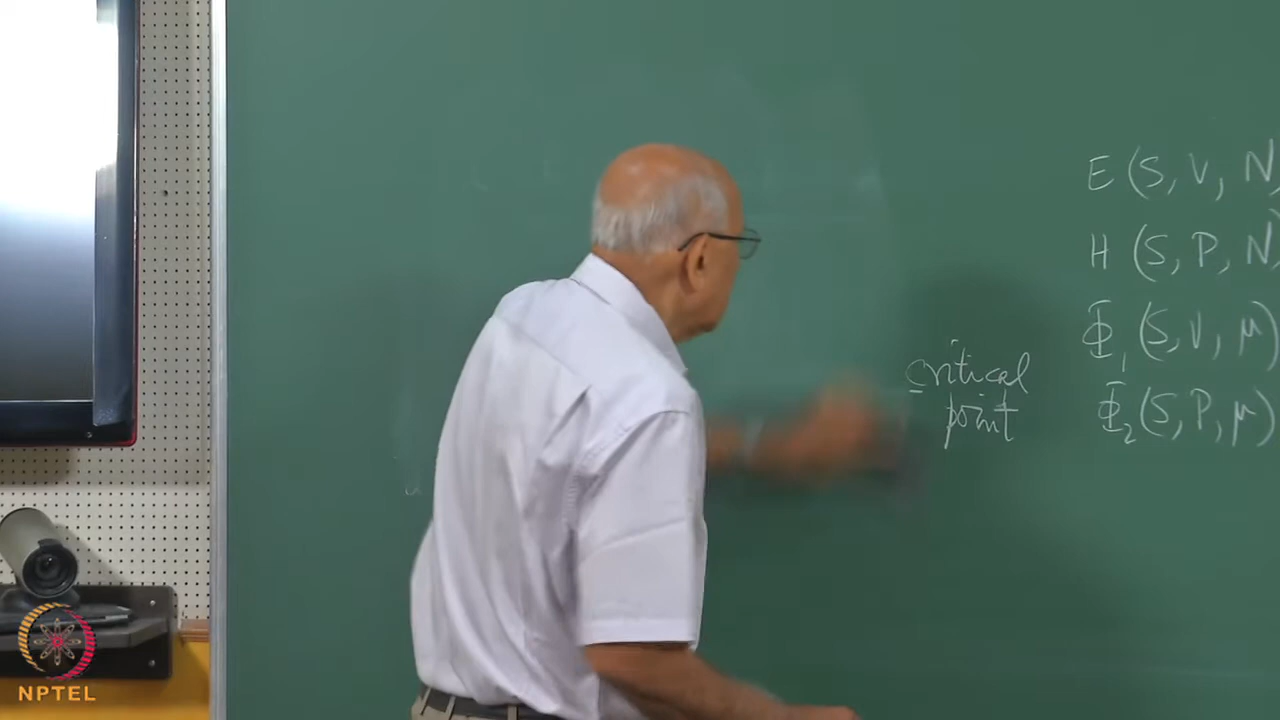 E (S, V, N
H (S, P, N
Φ₁ (S, V, μ)
Φ₂ (S, P, μ)
critical
point
NPTEL